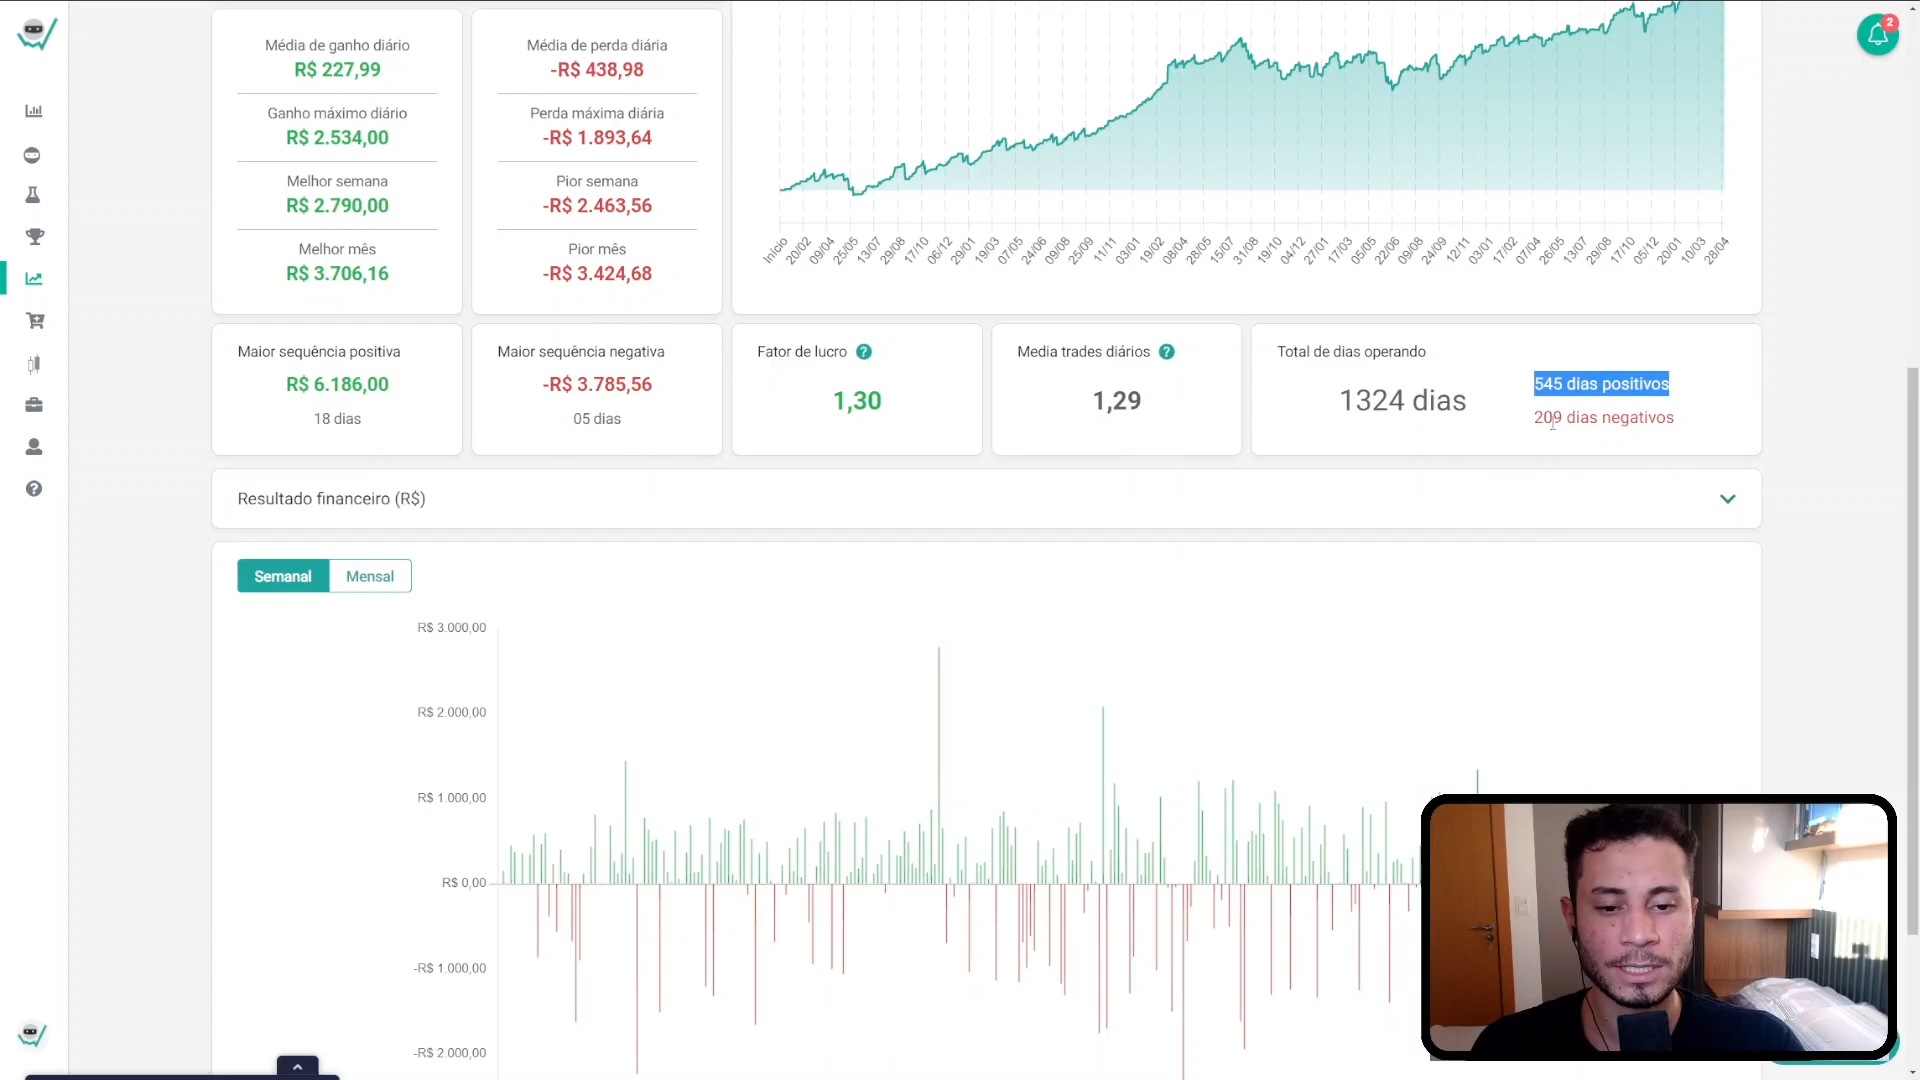 2
Média de ganho diário
R$ 227,99
Ganho máximo diário
R$ 2.534,00
Melhor semana
R$ 2.790,00
Melhor mês
R$ 3.706,16
Média de perda diária
-R$ 438,98
Perda máxima diária
-R$ 1.893,64
Pior semana
-R$ 2.463,56
Pior mês
-R$ 3.424,68
Início 20/02 09/04 25/05 13/07 29/08 17/10 06/12 29/01 19/03 07/05 24/06 09/08 25/09 11/11 03/01 19/02 08/04 28/05 15/07 31/08 19/10 04/12 27/01 17/03 05/05 22/06 09/08 24/09 12/11 03/01 17/02 07/04 26/05 13/07 29/08 17/10 05/12 20/01 10/03 28/04
Maior sequência positiva
R$ 6.186,00
18 dias
Maior sequência negativa
-R$ 3.785,56
05 dias
Fator de lucro ?
1,30
Media trades diários ?
1,29
Total de dias operando
1324 dias
545 dias positivos
209 dias negativos
Resultado financeiro (R$)
Semanal Mensal
R$ 3.000,00
R$ 2.000,00
R$ 1.000,00
R$ 0,00
-R$ 1.000,00
-R$ 2.000,00